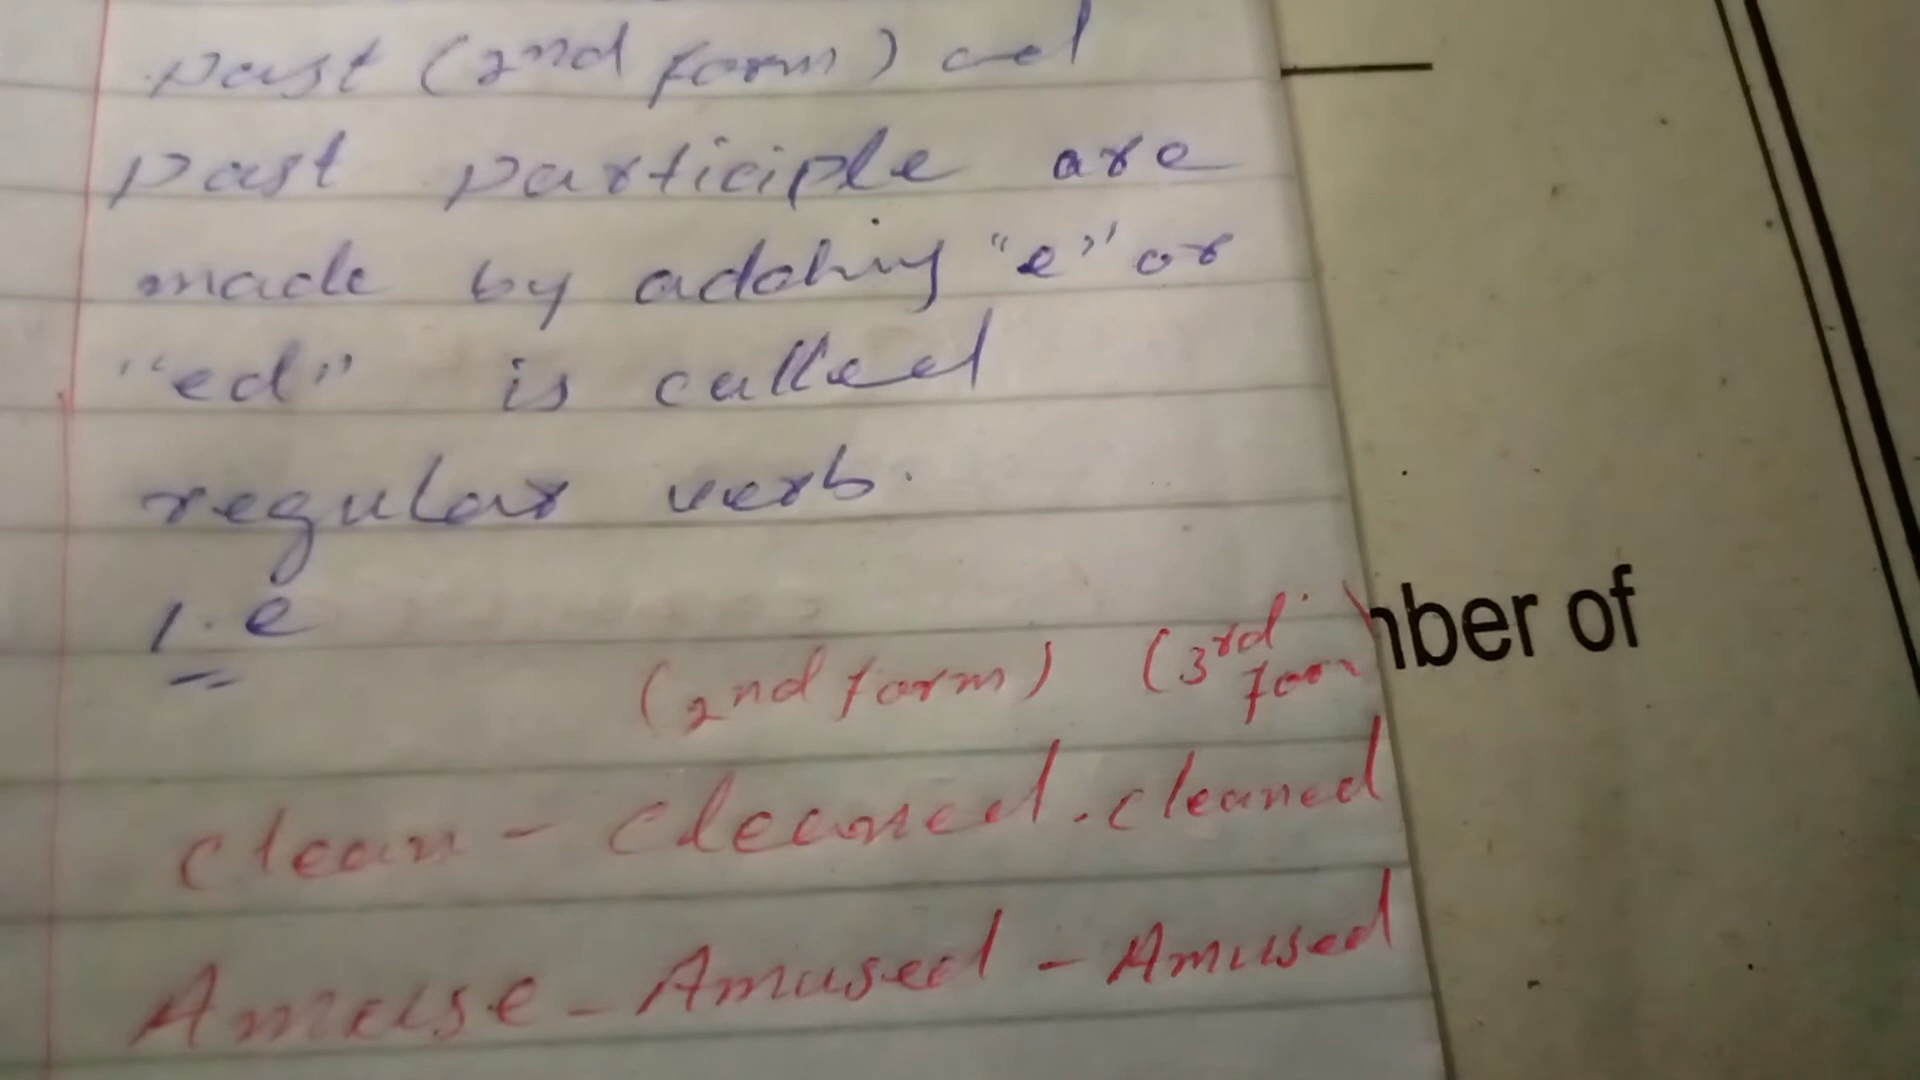 past (2nd form) and
past participle are
made by adding "e" or
"ed" is called
regular verb.
i.e
(2nd form) (3rd form)
clean - cleaned. cleaned
Amuse - Amused - Amused
nber of